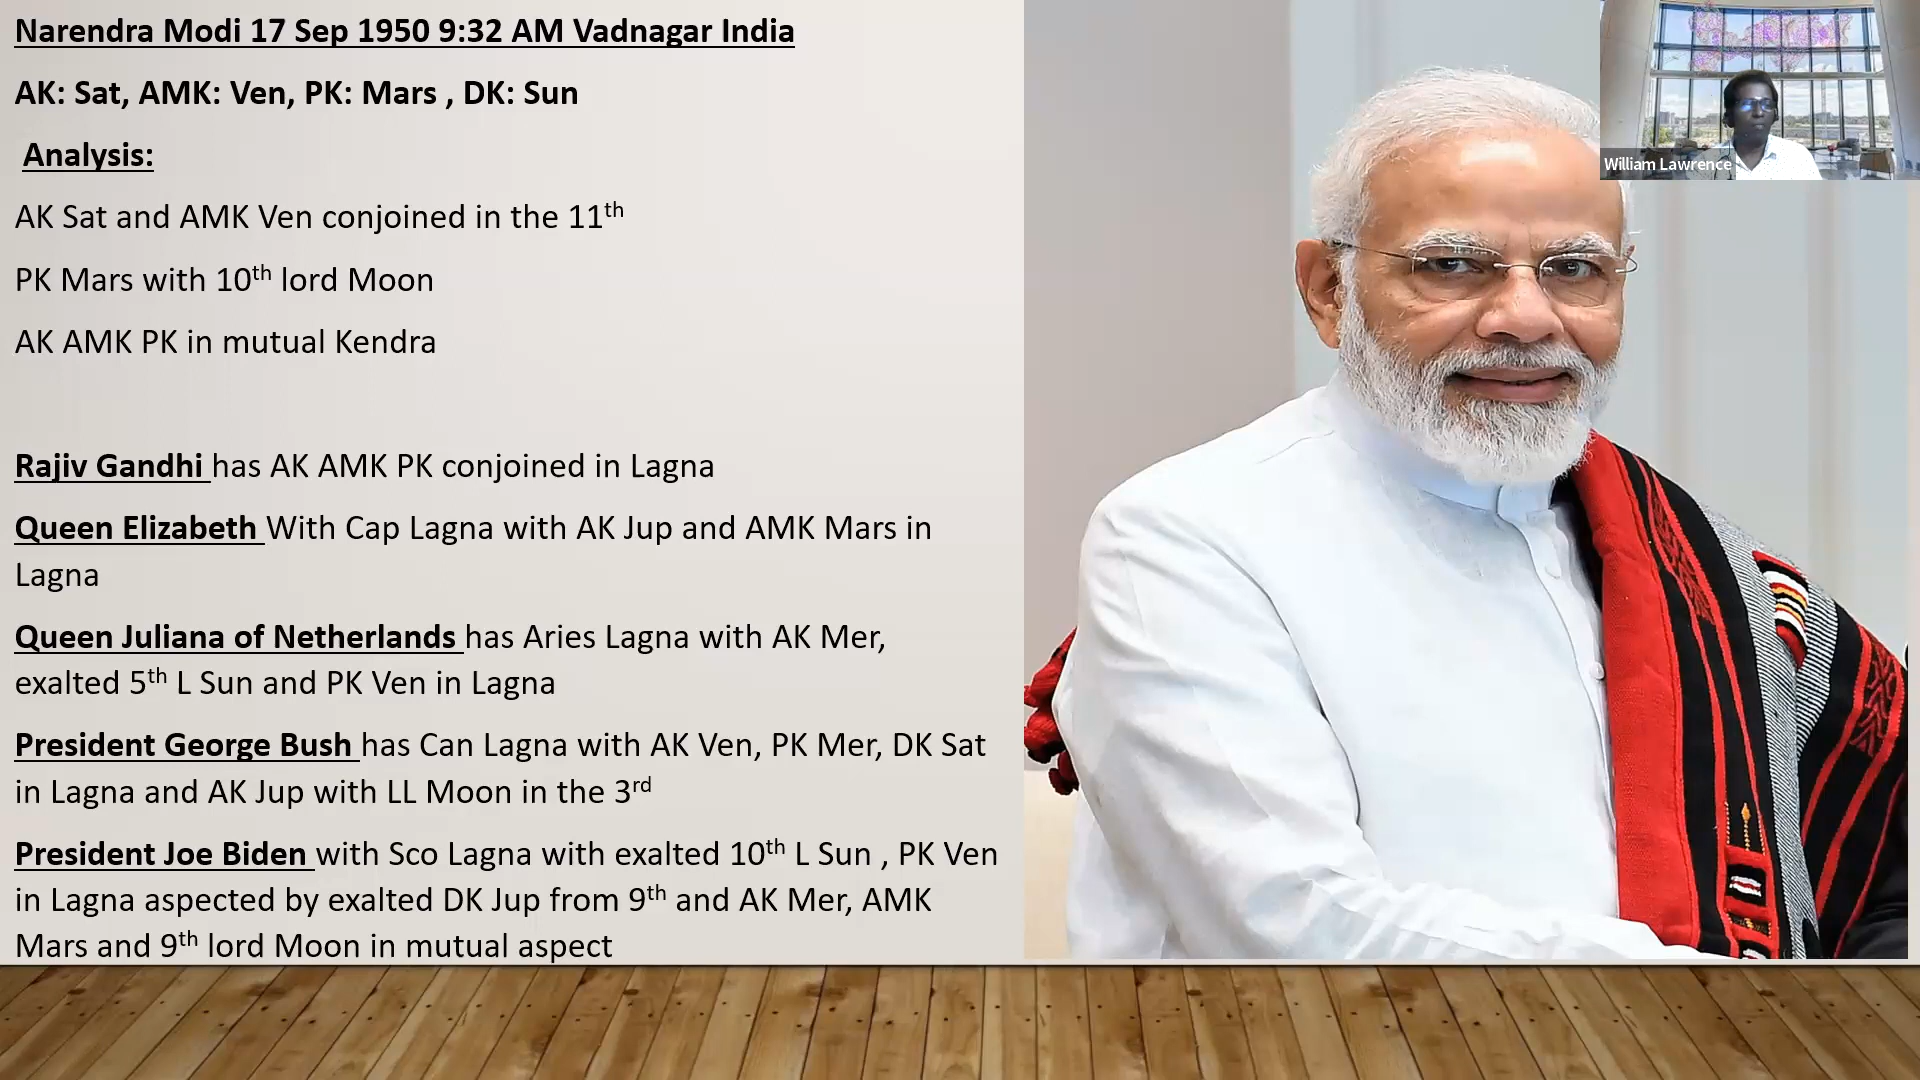 Narendra Modi 17 Sep 1950 9:32 AM Vadnagar India
AK: Sat, AMK: Ven, PK: Mars , DK: Sun
Analysis:
AK Sat and AMK Ven conjoined in the 11th
PK Mars with 10th lord Moon
AK AMK PK in mutual Kendra
Rajiv Gandhi has AK AMK PK conjoined in Lagna
Queen Elizabeth With Cap Lagna with AK Jup and AMK Mars in
Lagna
Queen Juliana of Netherlands has Aries Lagna with AK Mer,
exalted 5th L Sun and PK Ven in Lagna
President George Bush has Can Lagna with AK Ven, PK Mer, DK Sat
in Lagna and AK Jup with LL Moon in the 3rd
President Joe Biden with Sco Lagna with exalted 10th L Sun , PK Ven
in Lagna aspected by exalted DK Jup from 9th and AK Mer, AMK
Mars and 9th lord Moon in mutual aspect
William Lawrence